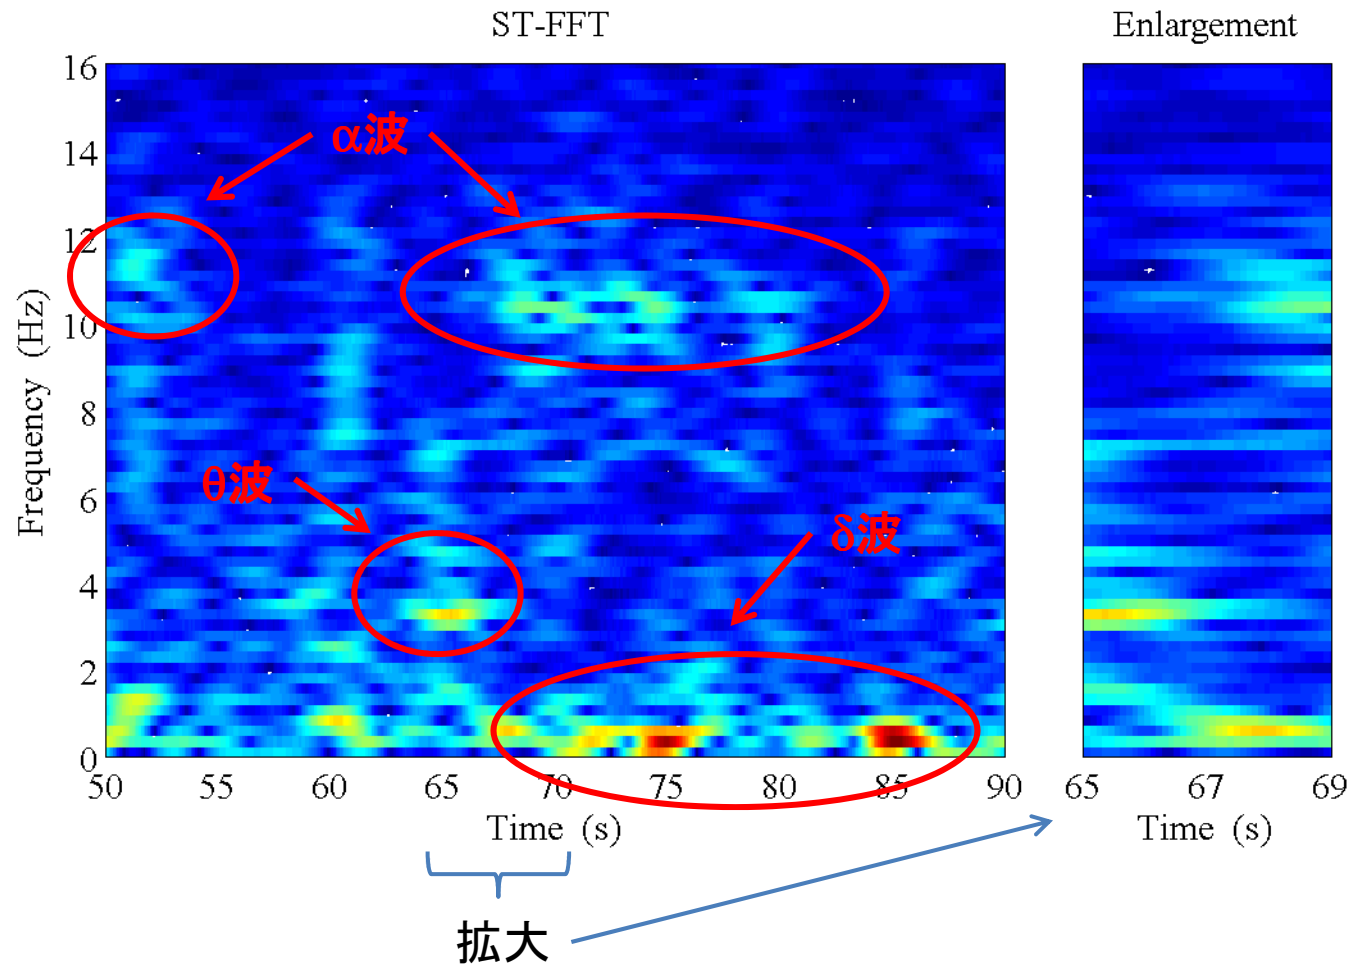 ST-FFT
Enlargement
16
14
12
10
8
6
4
2
0
Frequency (Hz)
α波
θ波
δ波
50 55 60 65 70 75 80 85 90
65 67 69
Time (s)
Time (s)
拡大